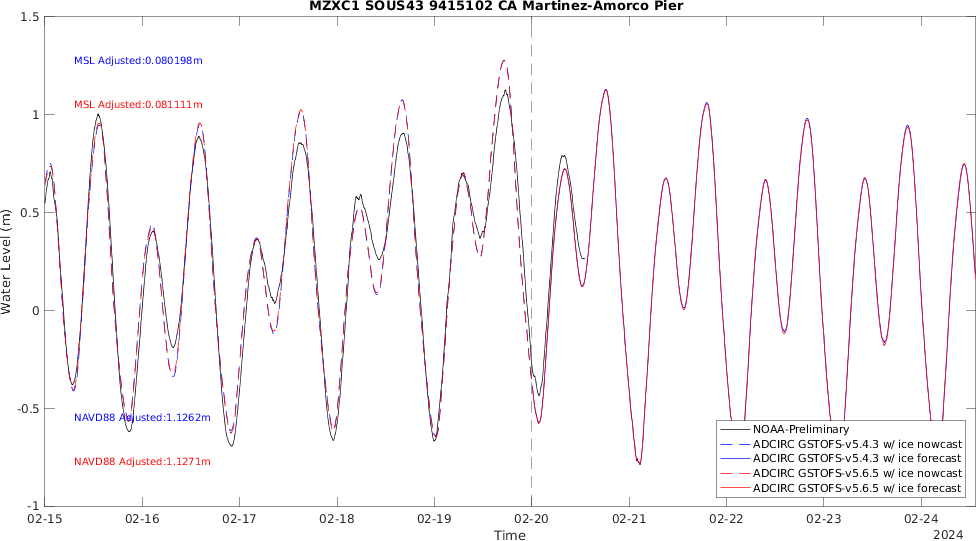 MZXC1 SOUS43 9415102 CA Martinez-Amorco Pier
1.5
1
0.5
0
-0.5
-1
Water Level (m)
MSL Adjusted:0.080198m
MSL Adjusted:0.081111m
NAVD88 Adjusted:1.1262m
NAVD88 Adjusted:1.1271m
NOAA-Preliminary
ADCIRC GSTOFS-v5.4.3 w/ ice nowcast
ADCIRC GSTOFS-v5.4.3 w/ ice forecast
ADCIRC GSTOFS-v5.6.5 w/ ice nowcast
ADCIRC GSTOFS-v5.6.5 w/ ice forecast
02-15 02-16 02-17 02-18 02-19 02-20 02-21 02-22 02-23 02-24
Time
2024